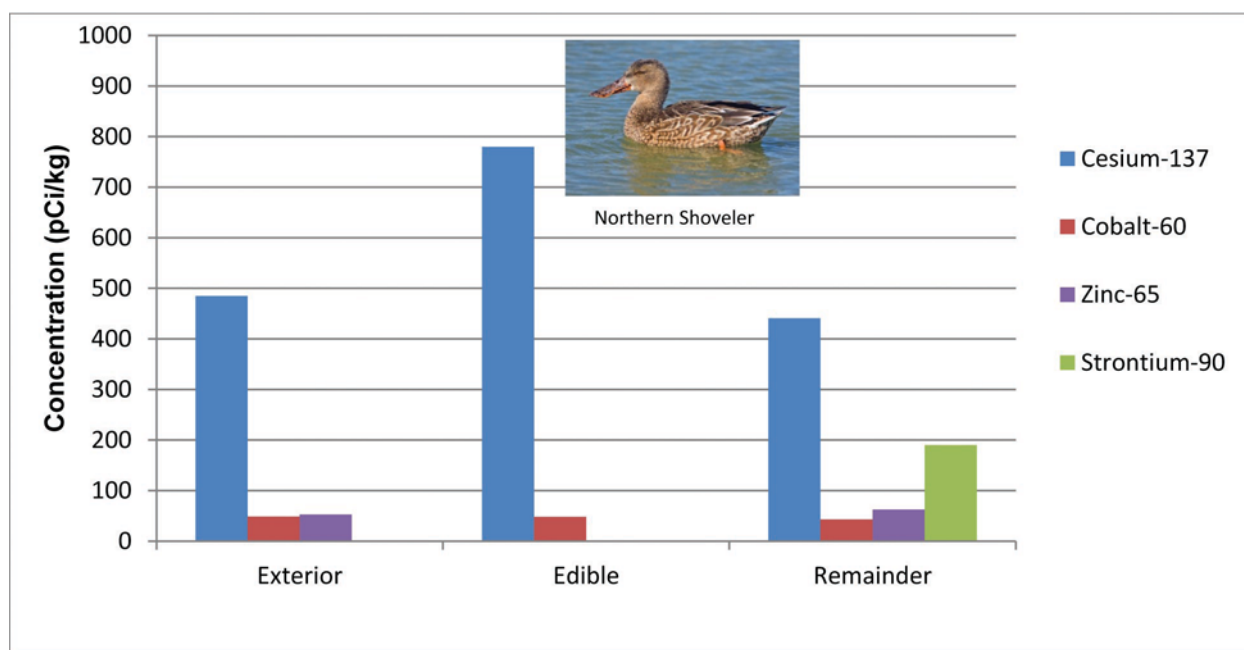 Concentration (pCi/kg)
1000
900
800
700
600
500
400
300
200
100
0
Northern Shoveler
Exterior
Edible
Remainder
Cesium-137
Cobalt-60
Zinc-65
Strontium-90